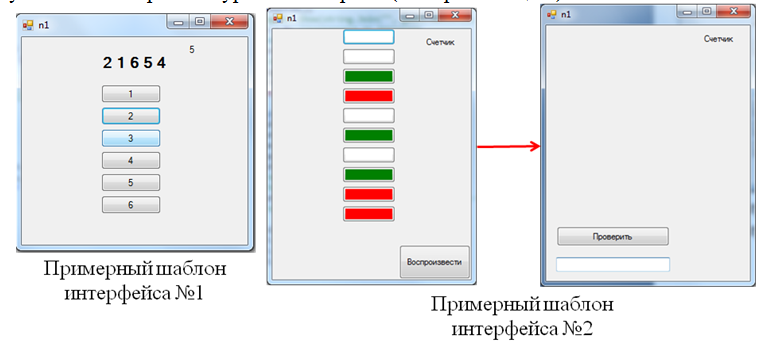 n1
5
2 1 6 5 4
1
2
3
4
5
6
Примерный шаблон
интерфейса №1
Счетчик
Воспроизвести
n1
Счетчик
Проверить
Примерный шаблон
интерфейса №2